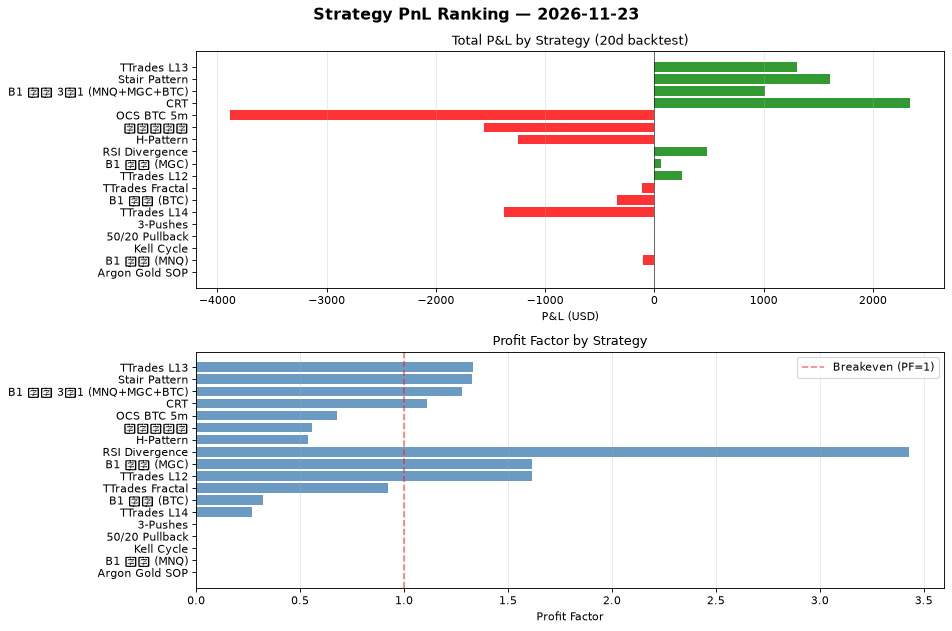 Strategy PnL Ranking — 2026-11-23
Total P&L by Strategy (20d backtest)
TTrades L13
Stair Pattern
B1 3 1 (MNQ+MGC+BTC)
CRT
OCS BTC 5m
H-Pattern
RSI Divergence
B1 (MGC)
TTrades L12
TTrades Fractal
B1 (BTC)
TTrades L14
3-Pushes
50/20 Pullback
Kell Cycle
B1 (MNQ)
Argon Gold SOP
−4000 −3000 −2000 −1000 0 1000 2000
P&L (USD)
Profit Factor by Strategy
TTrades L13
Stair Pattern
B1 3 1 (MNQ+MGC+BTC)
CRT
OCS BTC 5m
H-Pattern
RSI Divergence
B1 (MGC)
TTrades L12
TTrades Fractal
B1 (BTC)
TTrades L14
3-Pushes
50/20 Pullback
Kell Cycle
B1 (MNQ)
Argon Gold SOP
Breakeven (PF=1)
0.0 0.5 1.0 1.5 2.0 2.5 3.0 3.5
Profit Factor